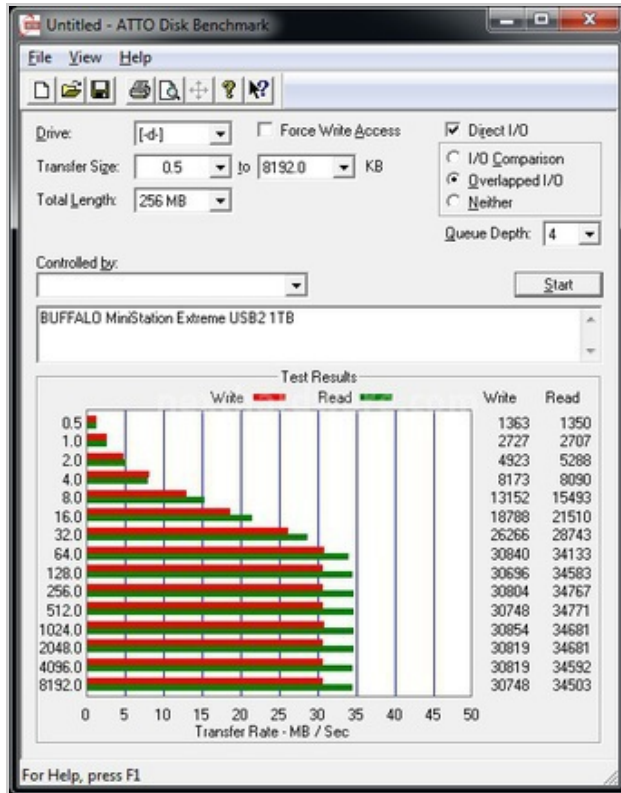 Untitled - ATTO Disk Benchmark
File View Help
Drive: [-d-] Force Write Access Direct I/O
Transfer Size: 0.5 to 8192.0 KB
I/O Comparison
Overlapped I/O
Total Length: 256 MB
Neither
Queue Depth: 4
Controlled by:
Start
BUFFALO MiniStation Extreme USB2 1TB
Test Results
Write Read Write Read
0.5 1363 1350
1.0 2727 2707
2.0 4923 5288
4.0 8173 8090
8.0 13152 15493
16.0 18788 21510
32.0 26266 28743
64.0 30840 34133
128.0 30696 34583
256.0 30804 34767
512.0 30748 34771
1024.0 30854 34681
2048.0 30819 34681
4096.0 30819 34592
8192.0 30748 34503
0 5 10 15 20 25 30 35 40 45 50
Transfer Rate - MB / Sec
For Help, press F1